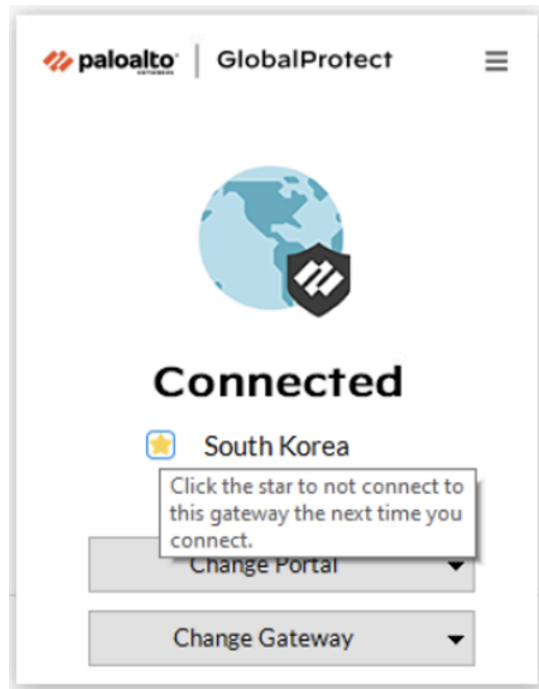 paloalto | GlobalProtect
NETWORKS
Connected
South Korea
Click the star to not connect to
this gateway the next time you
connect.
Change Portal
Change Gateway